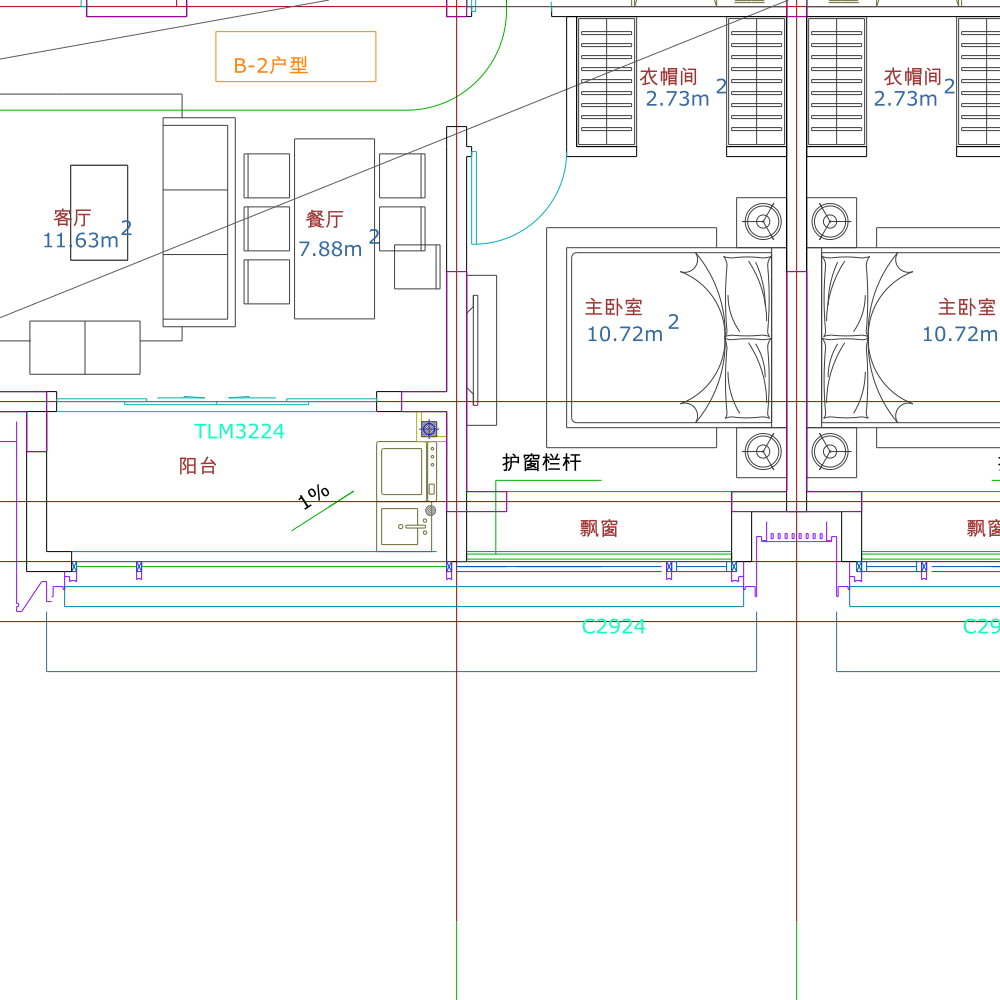 B-2户型
衣帽间
2.73m²
衣帽间
2.73m²
客厅
11.63m²
餐厅
7.88m²
主卧室
10.72m²
主卧室
10.72m
TLM3224
阳台
1%
护窗栏杆
飘窗
飘窗
C2924
C29